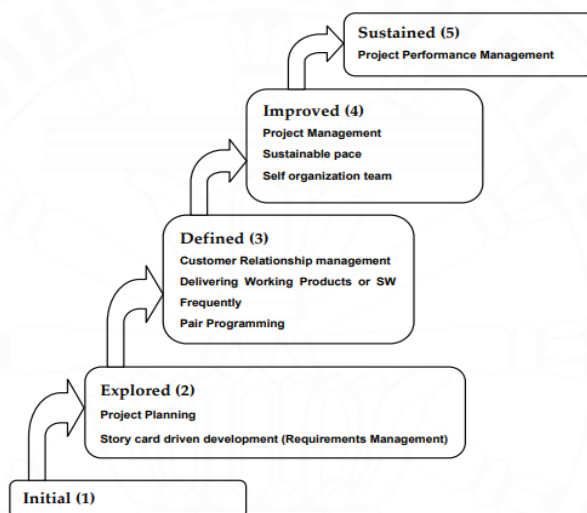 Sustained (5)
Project Performance Management
Improved (4)
Project Management
Sustainable pace
Self organization team
Defined (3)
Customer Relationship management
Delivering Working Products or SW
Frequently
Pair Programming
Explored (2)
Project Planning
Story card driven development (Requirements Management)
Initial (1)